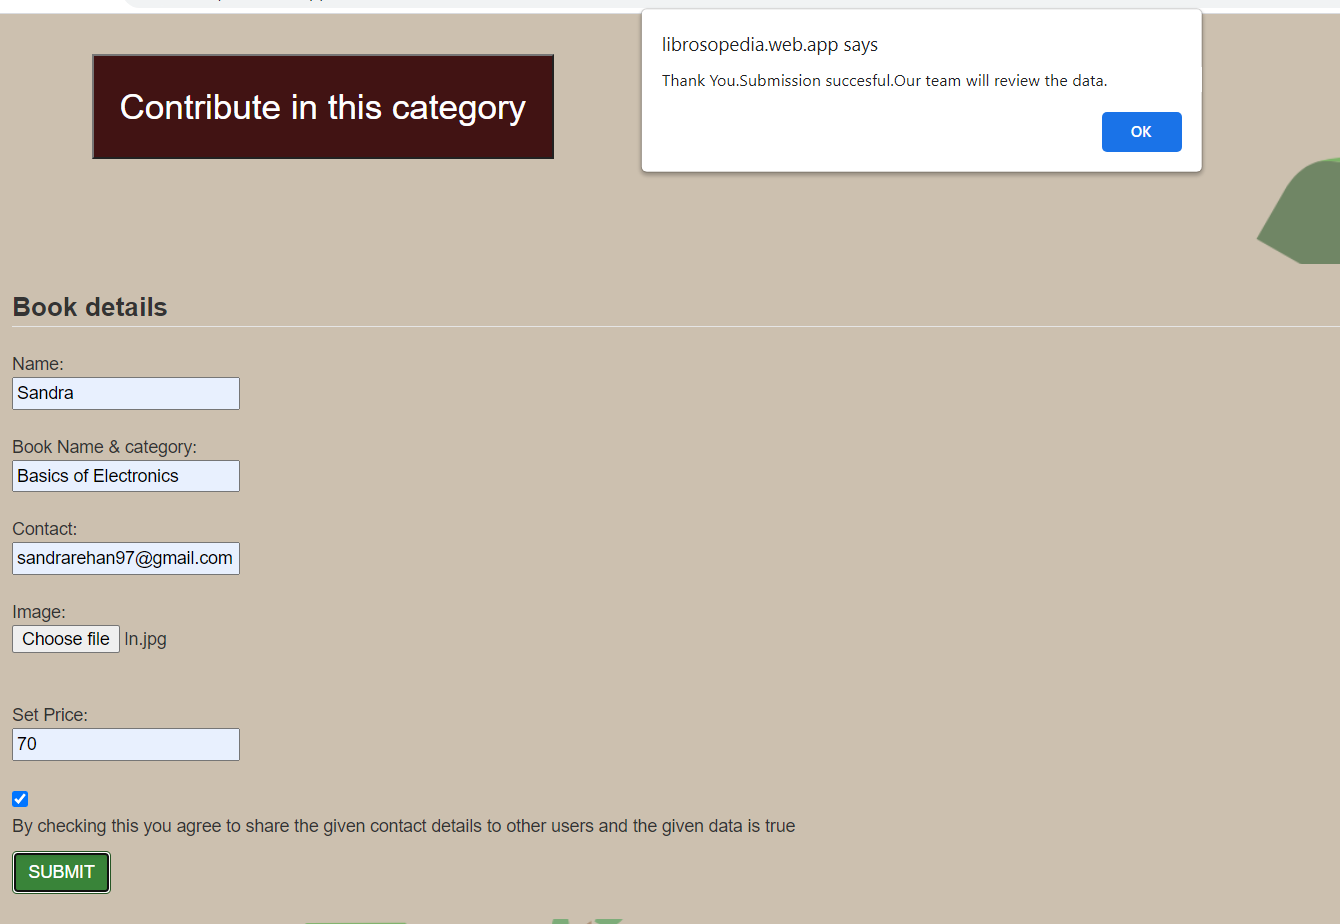 librosopedia.web.app says
Thank You.Submission succesful.Our team will review the data.
OK
Contribute in this category
Book details
Name:
Sandra
Book Name & category:
Basics of Electronics
Contact:
sandrarehan97@gmail.com
Image:
Choose file In.jpg
Set Price:
70
By checking this you agree to share the given contact details to other users and the given data is true
SUBMIT